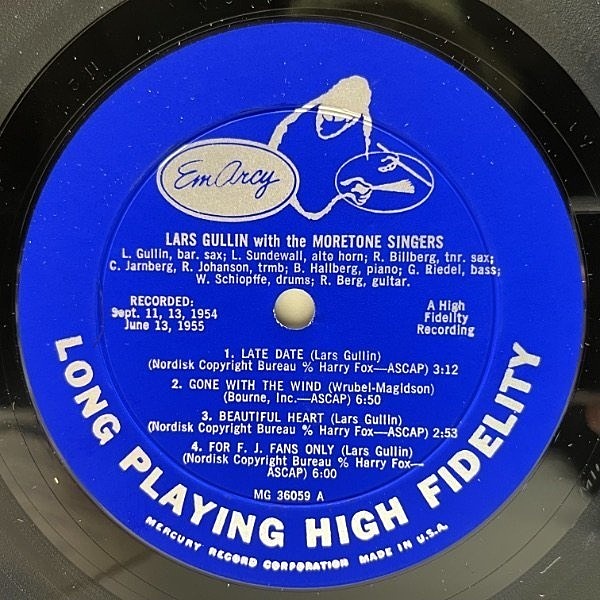 EmArcy
LARS GULLIN with the MORETONE SINGERS
L. Gullin, bar. sax; L. Sundewall, alto horn; R. Billberg, tnr. sax;
C. Jarnberg, R. Johanson, trmb; B. Hallberg, piano; G. Riedel, bass;
W. Schiopffe, drums; R. Berg, guitar.
RECORDED:
Sept. 11, 13, 1954
June 13, 1955
A High
Fidelity
Recording
1. LATE DATE (Lars Gullin)
(Nordisk Copyright Bureau % Harry Fox—ASCAP) 3:12
2. GONE WITH THE WIND (Wrubel-Magidson)
(Bourne, Inc.—ASCAP) 6:50
3. BEAUTIFUL HEART (Lars Gullin)
(Nordisk Copyright Bureau % Harry Fox—ASCAP) 2:53
4. FOR F. J. FANS ONLY (Lars Gullin)
(Nordisk Copyright Bureau % Harry Fox—
ASCAP) 6:00
MG 36059 A
LONG PLAYING HIGH FIDELITY
MERCURY RECORD CORPORATION MADE IN U.S.A.